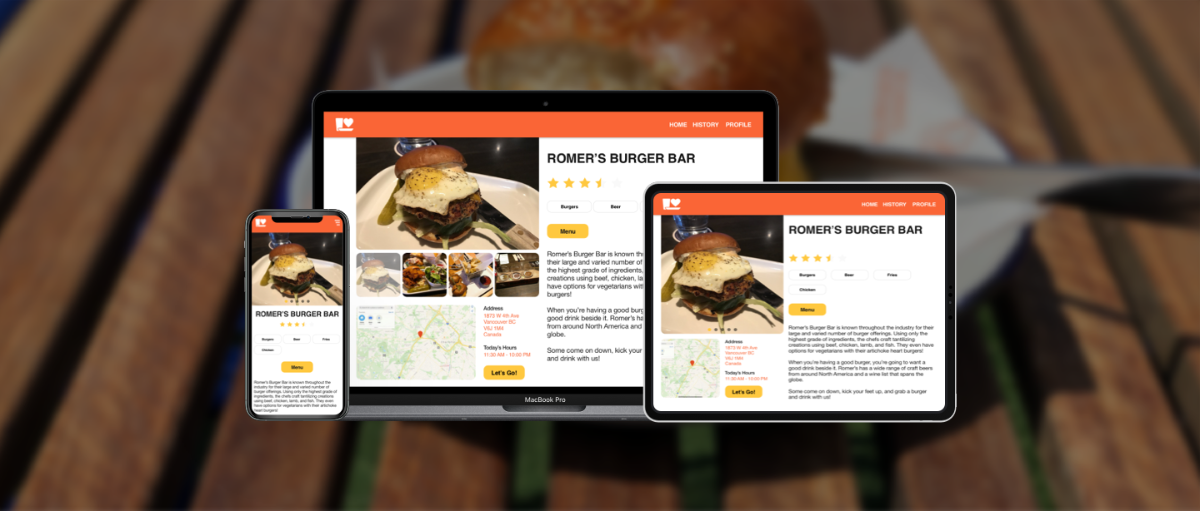 HOME HISTORY PROFILE
ROMER'S BURGER BAR
Burgers Beer
Menu
Romer's Burger Bar is known th
their large and varied number of
the highest grade of ingredients,
creations using beef, chicken, la
have options for vegetarians wit
burgers!
When you're having a good burg
good drink beside it. Romer's ha
from around North America and
globe.
Some come on down, kick your
and drink with us!
Address
1873 W 4th Ave
Vancouver BC
V6J 1M4
Canada
Today's Hours
11:30 AM - 10:00 PM
Let's Go!
MacBook Pro
ROMER'S BURGER BAR
Burgers Beer Fries
Chicken
Menu
Romer's Burger Bar is known throughout the
industry for their large and varied number of
burger offerings. Using only the highest grade of
ingredients, the chefs craft tantilizing creations
using beef, chicken, lamb, and fish. They even
have options for vegetarians with their artichoke
heart burgers!
HOME HISTORY PROFILE
ROMER'S BURGER BAR
Burgers Beer Fries
Chicken
Menu
Romer's Burger Bar is known throughout the industry for their
large and varied number of burger offerings. Using only the
highest grade of ingredients, the chefs craft tantilizing
creations using beef, chicken, lamb, and fish. They even have
options for vegetarians with their artichoke heart burgers!
When you're having a good burger, you're going to want a
good drink beside it. Romer's has a wide range of craft beers
from around North America and a wine list that spans the
globe.
Some come on down, kick your feet up, and grab a burger
and drink with us!
Address
1873 W 4th Ave
Vancouver BC
V6J 1M4
Canada
Today's Hours
11:30 AM - 10:00 PM
Let's Go!